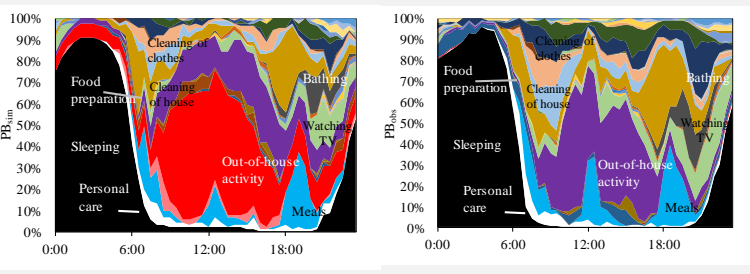 100%
90%
80%
70%
60%
50%
40%
30%
20%
10%
0%
PBsim
0:00
6:00
12:00
18:00
Cleaning of
clothes
Food
preparation
Cleaning
of house
Bathing
Watching
TV
Sleeping
Out-of-house
activity
Personal
care
Meals
100%
90%
80%
70%
60%
50%
40%
30%
20%
10%
0%
PBobs
0:00
6:00
12:00
18:00
Cleaning of
clothes
Food
preparation
Cleaning
of house
Bathing
Watching
TV
Sleeping
Out-of-house
activity
Personal
care
Meals